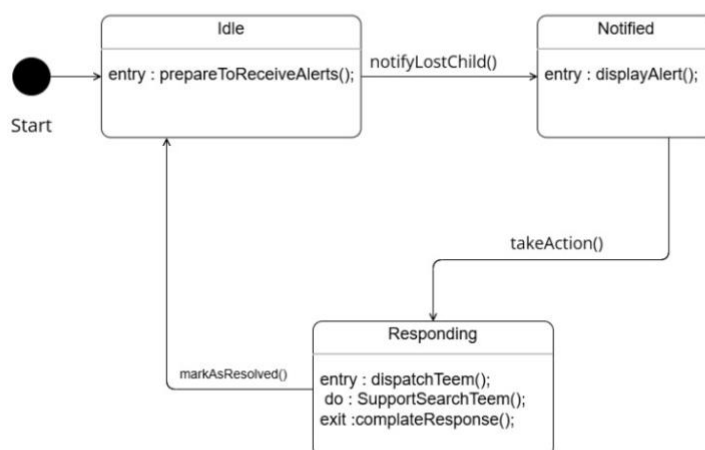 Idle
entry : prepareToReceiveAlerts();
Start
notifyLostChild()
Notified
entry : displayAlert();
takeAction()
Responding
entry : dispatchTeem();
do : SupportSearchTeem();
exit :complateResponse();
markAsResolved()